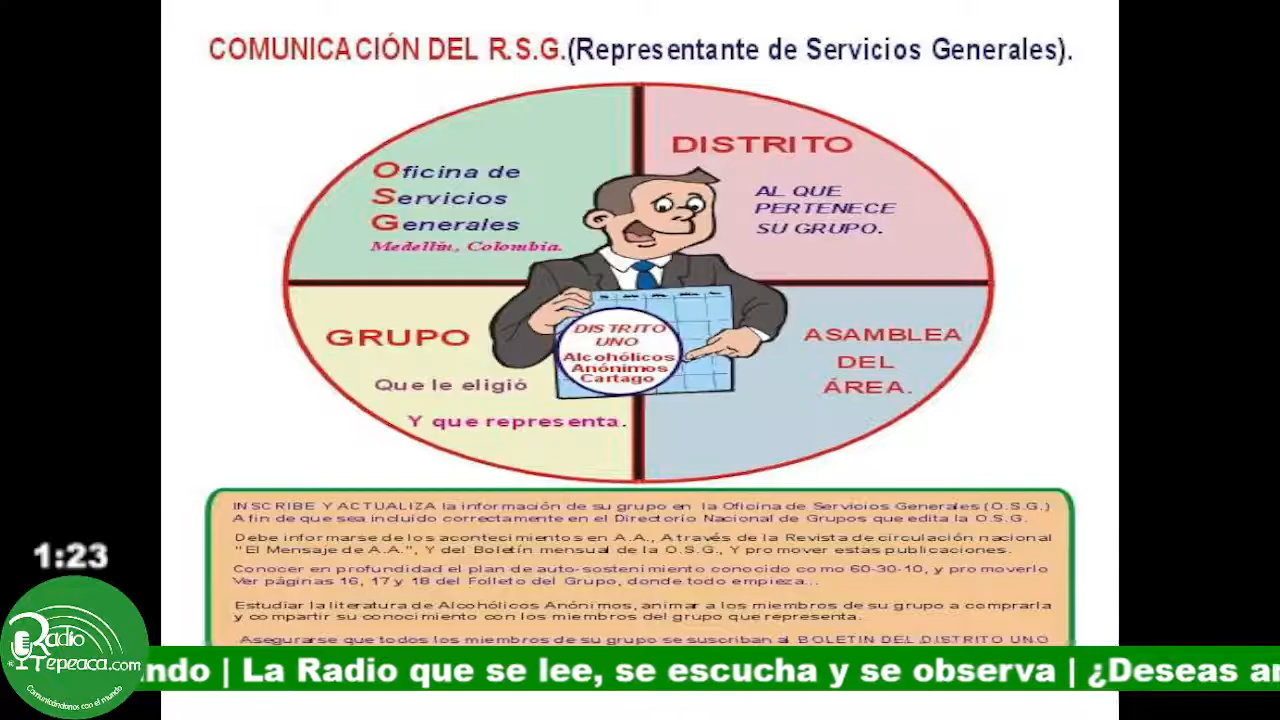 COMUNICACIÓN DEL R.S.G.(Representante de Servicios Generales).
Oficina de
Servicios
Generales
Medellín, Colombia.
DISTRITO
AL QUE
PERTENECE
SU GRUPO.
GRUPO
Que le eligió
Y que representa.
ASAMBLEA
DEL
ÁREA.
DISTRITO
UNO
Alcohólicos
Anónimos
Cartago
INSCRIBE Y ACTUALIZA la información de su grupo en la Oficina de Servicios Generales (O.S.G.)
A fin de que sea incluído correctamente en el Directorio Nacional de Grupos que edita la O.S.G.
Debe informarse de los acontecimientos en A.A., A través de la Revista de circulación nacional
"El Mensaje de A.A.", Y del Boletín mensual de la O.S.G., Y promover estas publicaciones.
Conocer en profundidad el plan de auto-sostenimiento conocido como 60-30-10, y promoverlo
Ver páginas 16, 17 y 18 del Folleto del Grupo, donde todo empieza...
Estudiar la literatura de Alcohólicos Anónimos, animar a los miembros de su grupo a comprarla
y compartir su conocimiento con los miembros del grupo que representa.
Asegurarse que todos los miembros de su grupo se suscriban al BOLETIN DEL DISTRITO UNO
1:23
Radio
Tepeaca.com
Comunicándonos con el mundo
ndo | La Radio que se lee, se escucha y se observa | ¿Deseas an